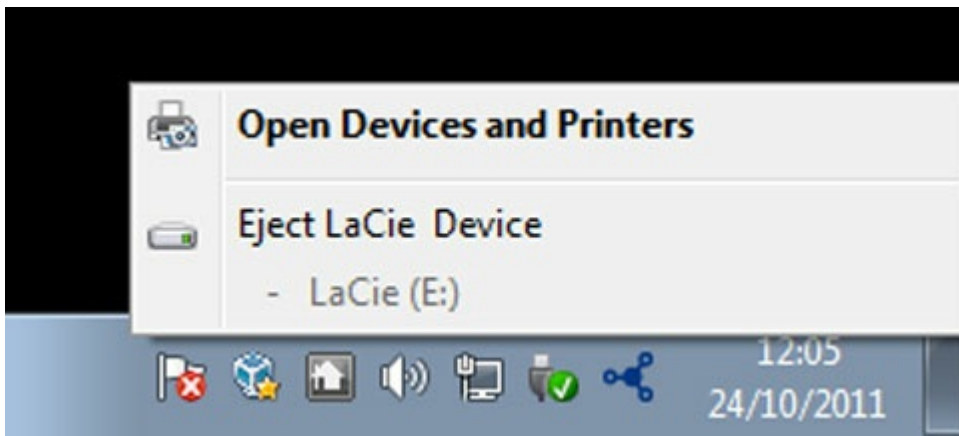 Open Devices and Printers
Eject LaCie Device
- LaCie (E:)
12:05
24/10/2011